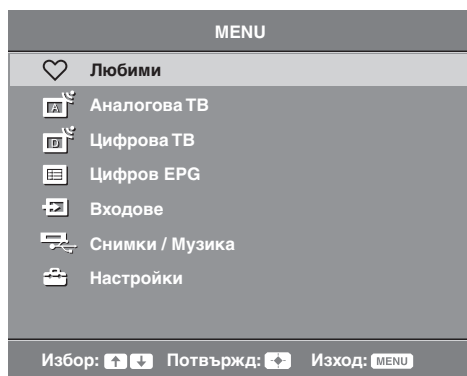 MENU
Любими
Аналогова ТВ
Цифрова ТВ
Цифров EPG
Входове
Снимки / Музика
Настройки
Избор: Потвържд: Изход: MENU